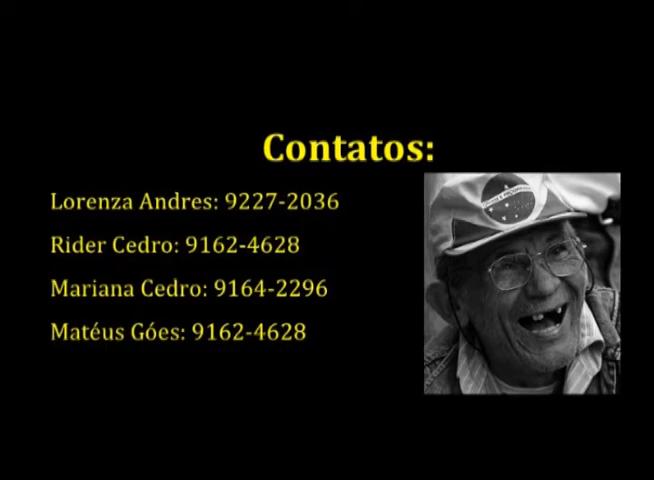 Contatos:
Lorenza Andres: 9227-2036
Rider Cedro: 9162-4628
Mariana Cedro: 9164-2296
Matéus Góes: 9162-4628